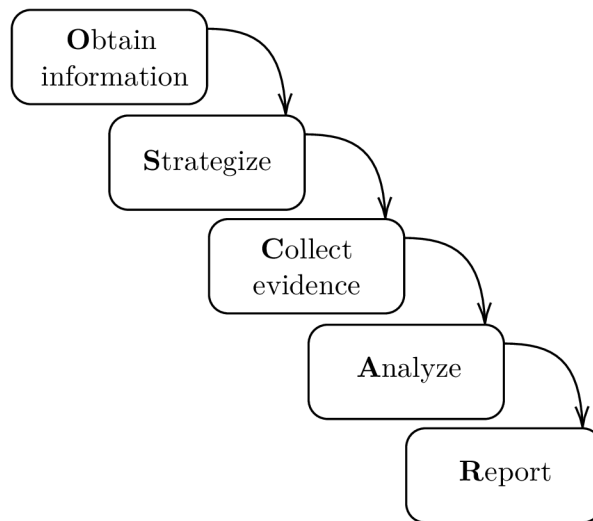 Obtain
information
Strategize
Collect
evidence
Analyze
Report